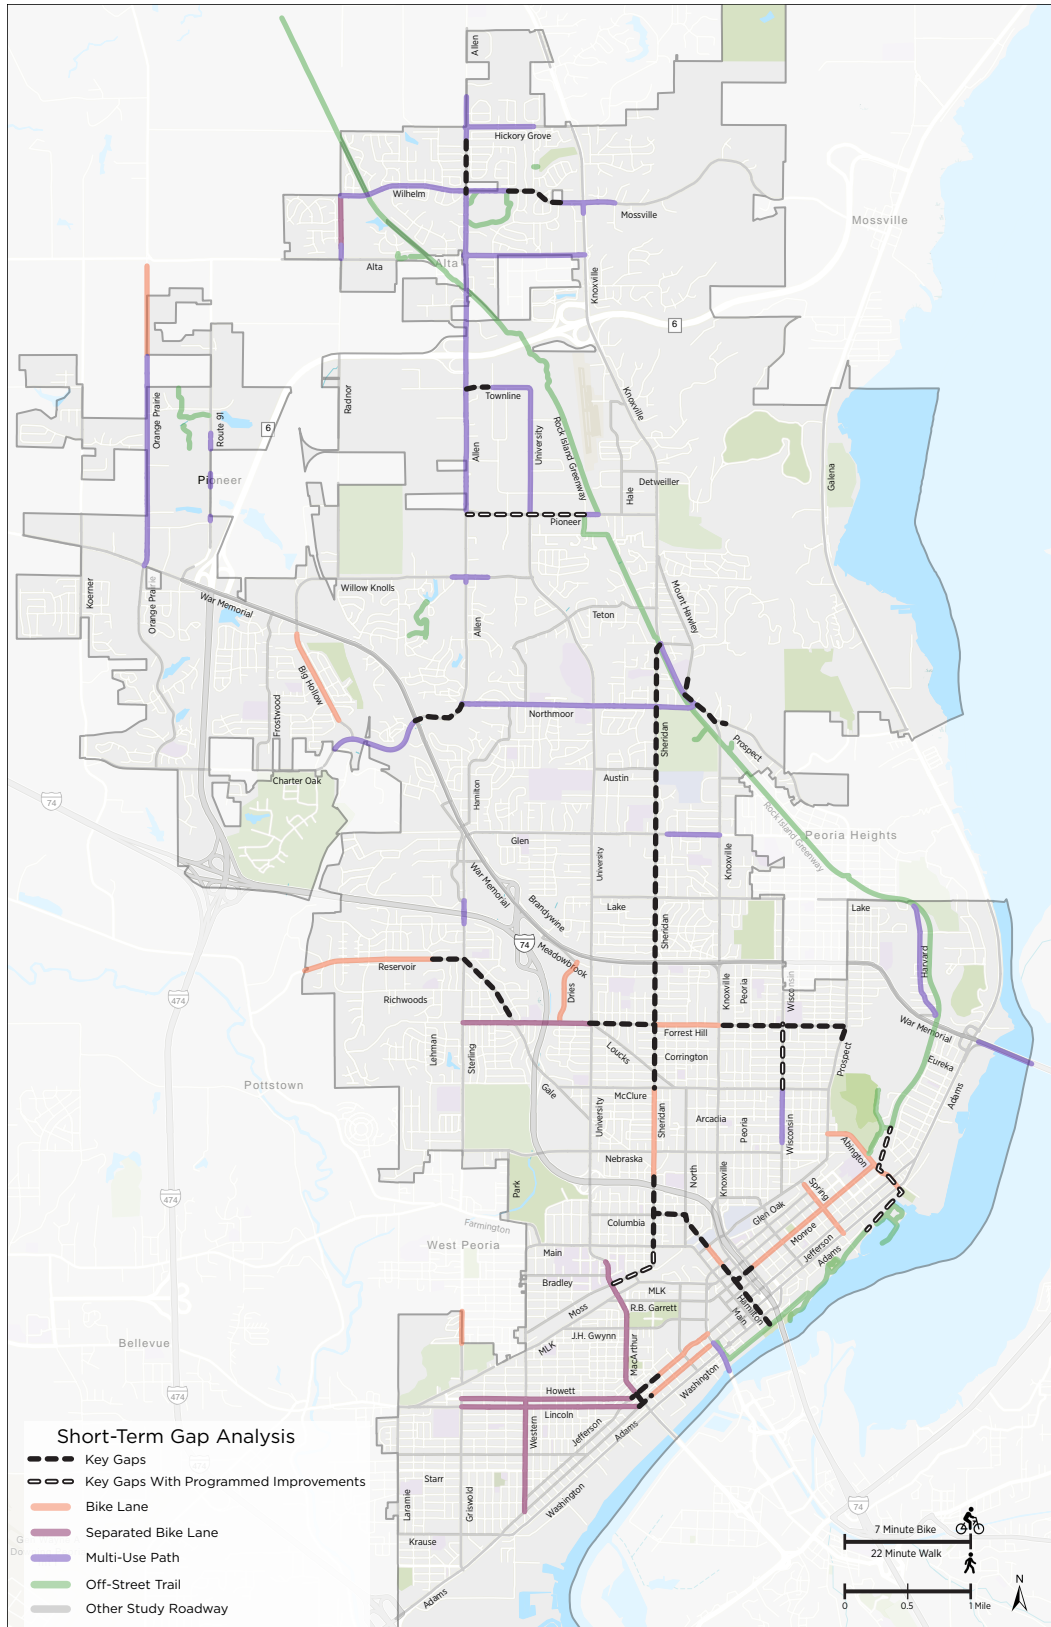 Allen
Hickory Grove
Wilhelm
Mossville
Mossville
Alta
Alta
Knoxville
6
Radnor
Orange Prairie
Route 91
6
Townline
Knoxville
Allen
University
Rock Island Greenway
Pioneer
Hale
Detweiller
Galena
Pioneer
Koerner
Orange Prairie
Willow Knolls
War Memorial
Allen
Teton
Mount Hawley
Big Hollow
Frostwood
Northmoor
Sheridan
Prospect
Charter Oak
Hamilton
Austin
74
Rock Island Greenway
Peoria Heights
Glen
University
Knoxville
War Memorial
Brandywine
Lake
Lake
Sheridan
74
Meadowbrook
Harvard
Reservoir
Dries
Knoxville
Peoria
Wisconsin
Richwoods
474
Forrest Hill
War Memorial
Lehman
Sterling
Loucks
Corrington
Prospect
Eureka
Pottstown
Gale
McClure
Adams
University
Sheridan
Arcadia
Peoria
Wisconsin
Abington
Nebraska
North
Knoxville
Park
Spring
474
Glen Oak
Columbia
Farmington
West Peoria
Monroe
Jefferson
Adams
Main
Bradley
MLK
Hamilton
Main
Moss
R.B. Garrett
J.H. Gwynn
MLK
MacArthur
Bellevue
Washington
474
Howett
Lincoln
Western
Jefferson
Adams
Starr
Laramie
Griswold
Washington
Krause
Adams
74
Short-Term Gap Analysis
Key Gaps
Key Gaps With Programmed Improvements
Bike Lane
Separated Bike Lane
Multi-Use Path
Off-Street Trail
Other Study Roadway
7 Minute Bike
22 Minute Walk
N
0 0.5 1 Mile